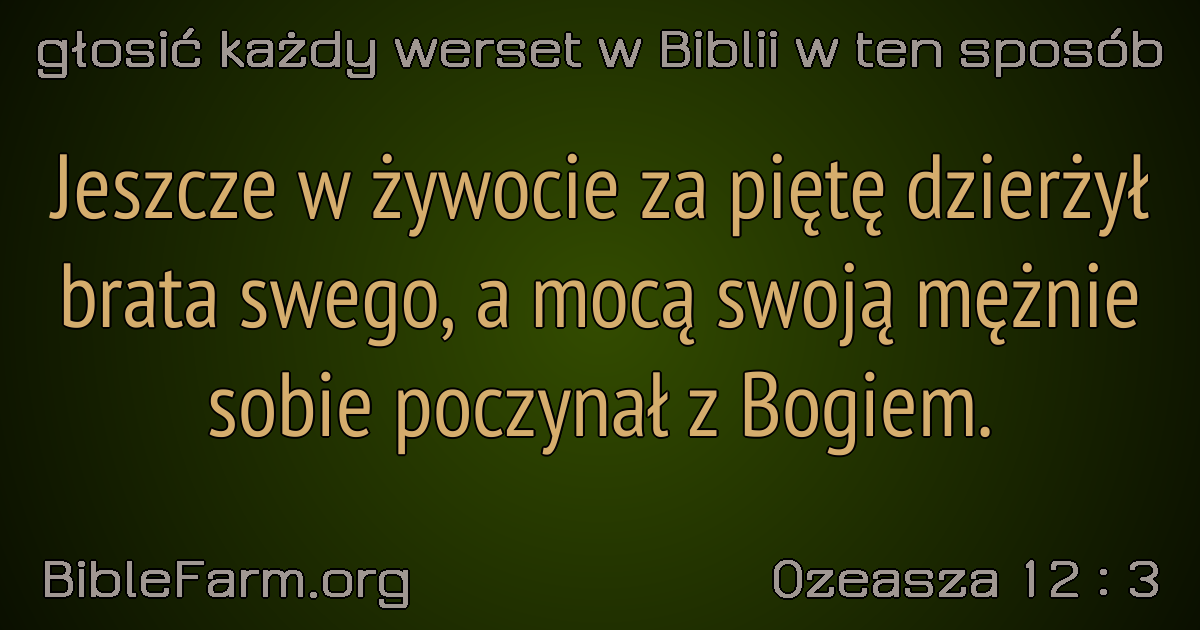 głosić każdy werset w Biblii w ten sposób
Jeszcze w żywocie za piętę dzierżył
brata swego, a mocą swoją mężnie
sobie poczynał z Bogiem.
BibleFarm.org
Ozeasza 12 : 3